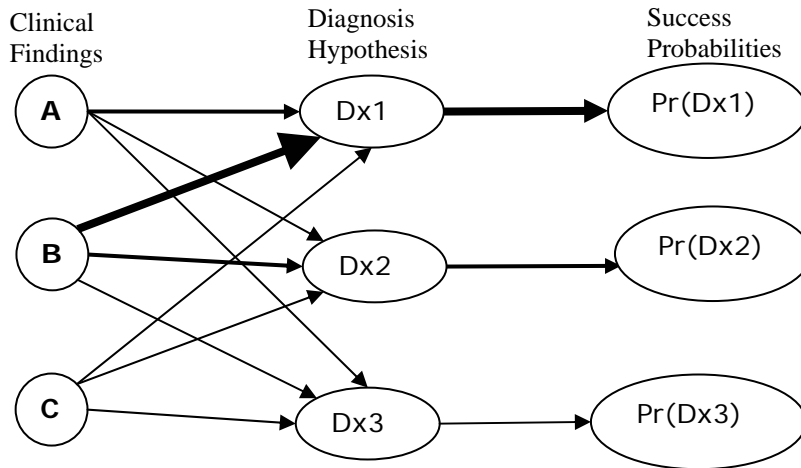 Clinical
Findings
Diagnosis
Hypothesis
Success
Probabilities
A
Dx1
Pr(Dx1)
B
Dx2
Pr(Dx2)
C
Dx3
Pr(Dx3)